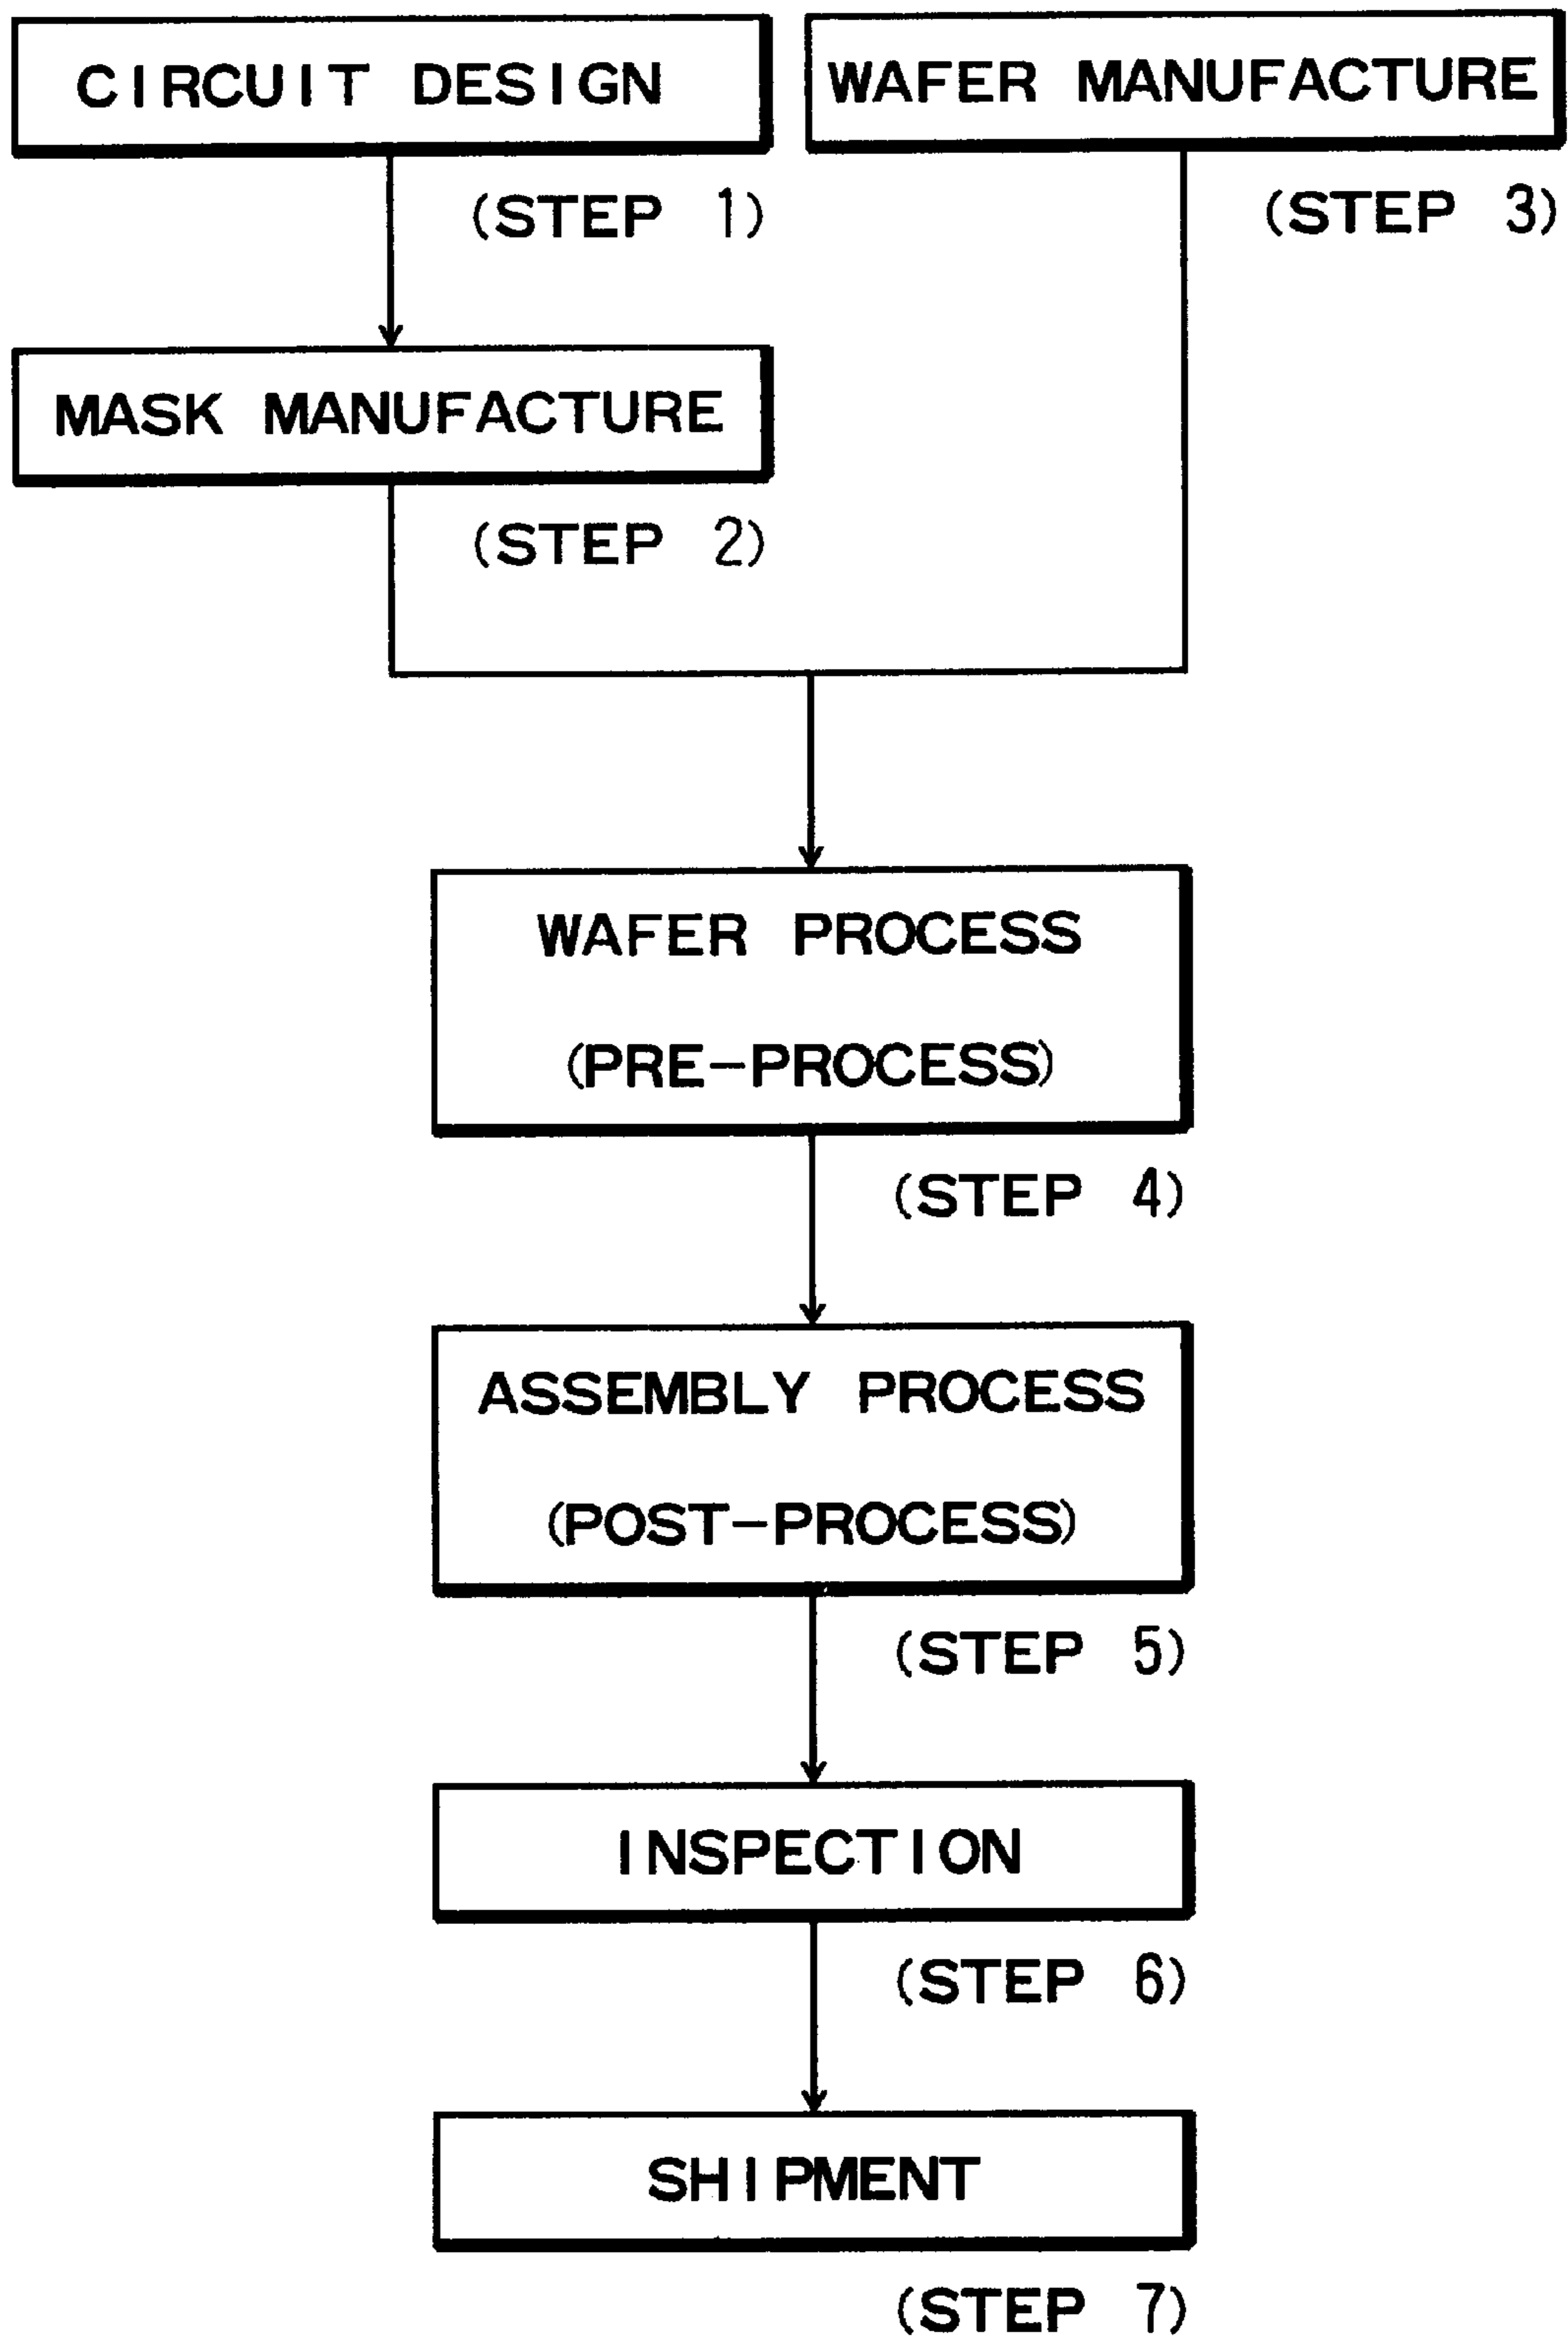 CIRCUIT DESIGN
(STEP 1)
WAFER MANUFACTURE
(STEP 3)
MASK MANUFACTURE
(STEP 2)
WAFER PROCESS
(PRE-PROCESS)
(STEP 4)
ASSEMBLY PROCESS
(POST-PROCESS)
(STEP 5)
INSPECTION
(STEP 6)
SHIPMENT
(STEP 7)